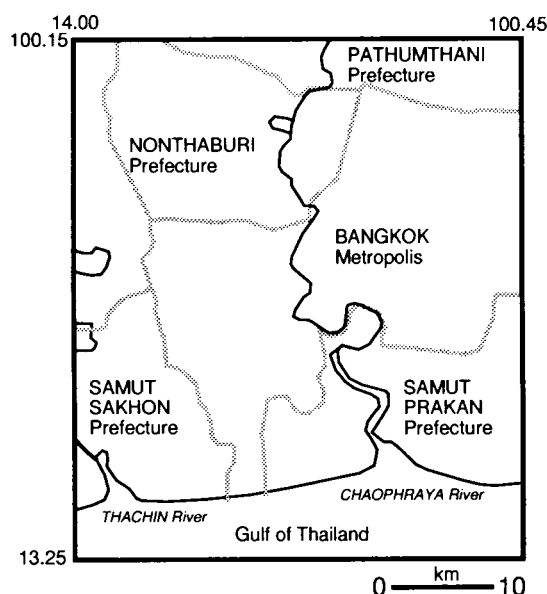 14.00
100.45
100.15
PATHUMTHANI
Prefecture
NONTHABURI
Prefecture
BANGKOK
Metropolis
SAMUT
SAKHON
Prefecture
SAMUT
PRAKAN
Prefecture
CHAOPHRAYA River
THACHIN River
Gulf of Thailand
13.25
km
0
10